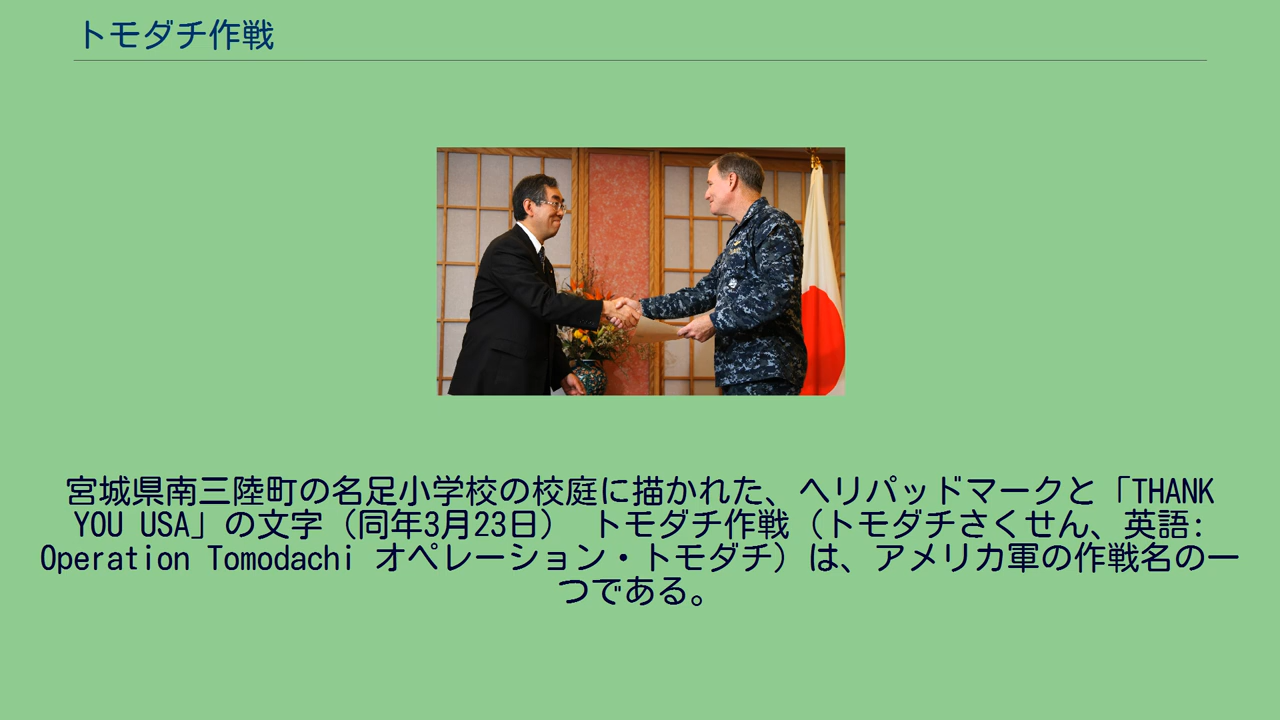 トモダチ作戦
宮城県南三陸町の名足小学校の校庭に描かれた、ヘリパッドマークと「THANK
YOU USA」の文字（同年3月23日） トモダチ作戦（トモダチさくせん、英語:
Operation Tomodachi オペレーション・トモダチ）は、アメリカ軍の作戦名の一
つである。